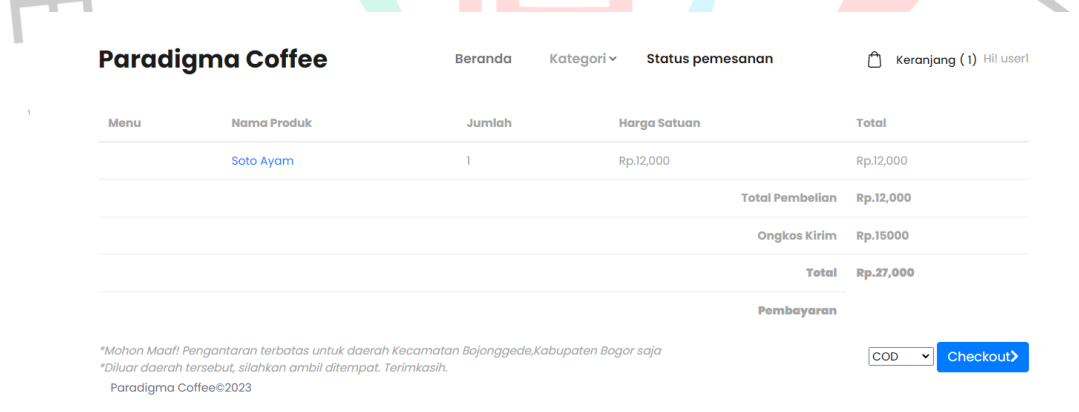 Paradigma Coffee Beranda Kategori Status pemesanan Keranjang ( 1) Hi! user1
Menu Nama Produk Jumlah Harga Satuan Total
Soto Ayam 1 Rp.12,000 Rp.12,000
Total Pembelian Rp.12,000
Ongkos Kirim Rp.15000
Total Rp.27,000
Pembayaran
*Mohon Maaf! Pengantaran terbatas untuk daerah Kecamatan Bojonggede,Kabupaten Bogor saja
*Diluar daerah tersebut, silahkan ambil ditempat. Terimkasih.
COD Checkout
Paradigma Coffee©2023